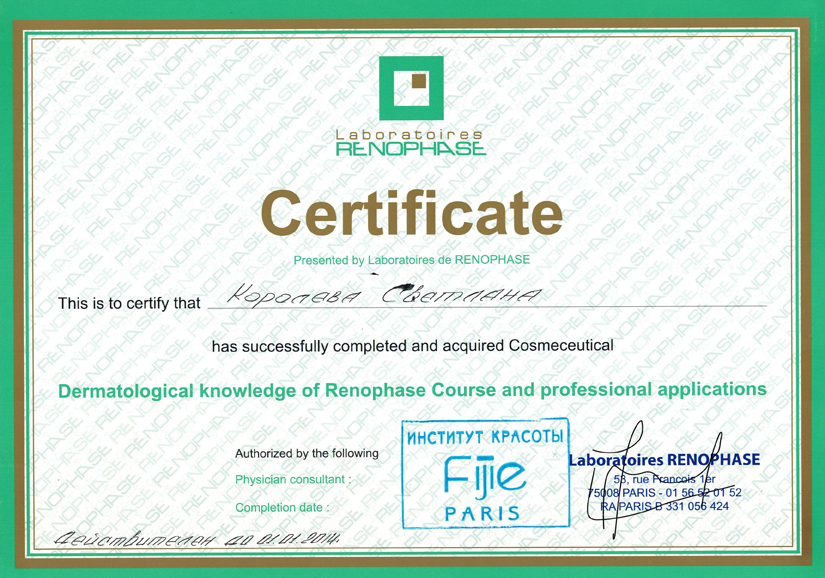 Laboratoires
RENOPHASE
Certificate
Presented by Laboratoires de RENOPHASE
This is to certify that Королева Светлана
has successfully completed and acquired Cosmeceutical
Dermatological knowledge of Renophase Course and professional applications
Authorized by the following
Physician consultant :
Completion date :
ИНСТИТУТ КРАСОТЫ
Fijie
PARIS
Laboratoires RENOPHASE
53, rue Francois 1er
75008 PARIS - 01 56 52 01 52
RA PARIS B 331 056 424
Действителен до 01.01.2014.